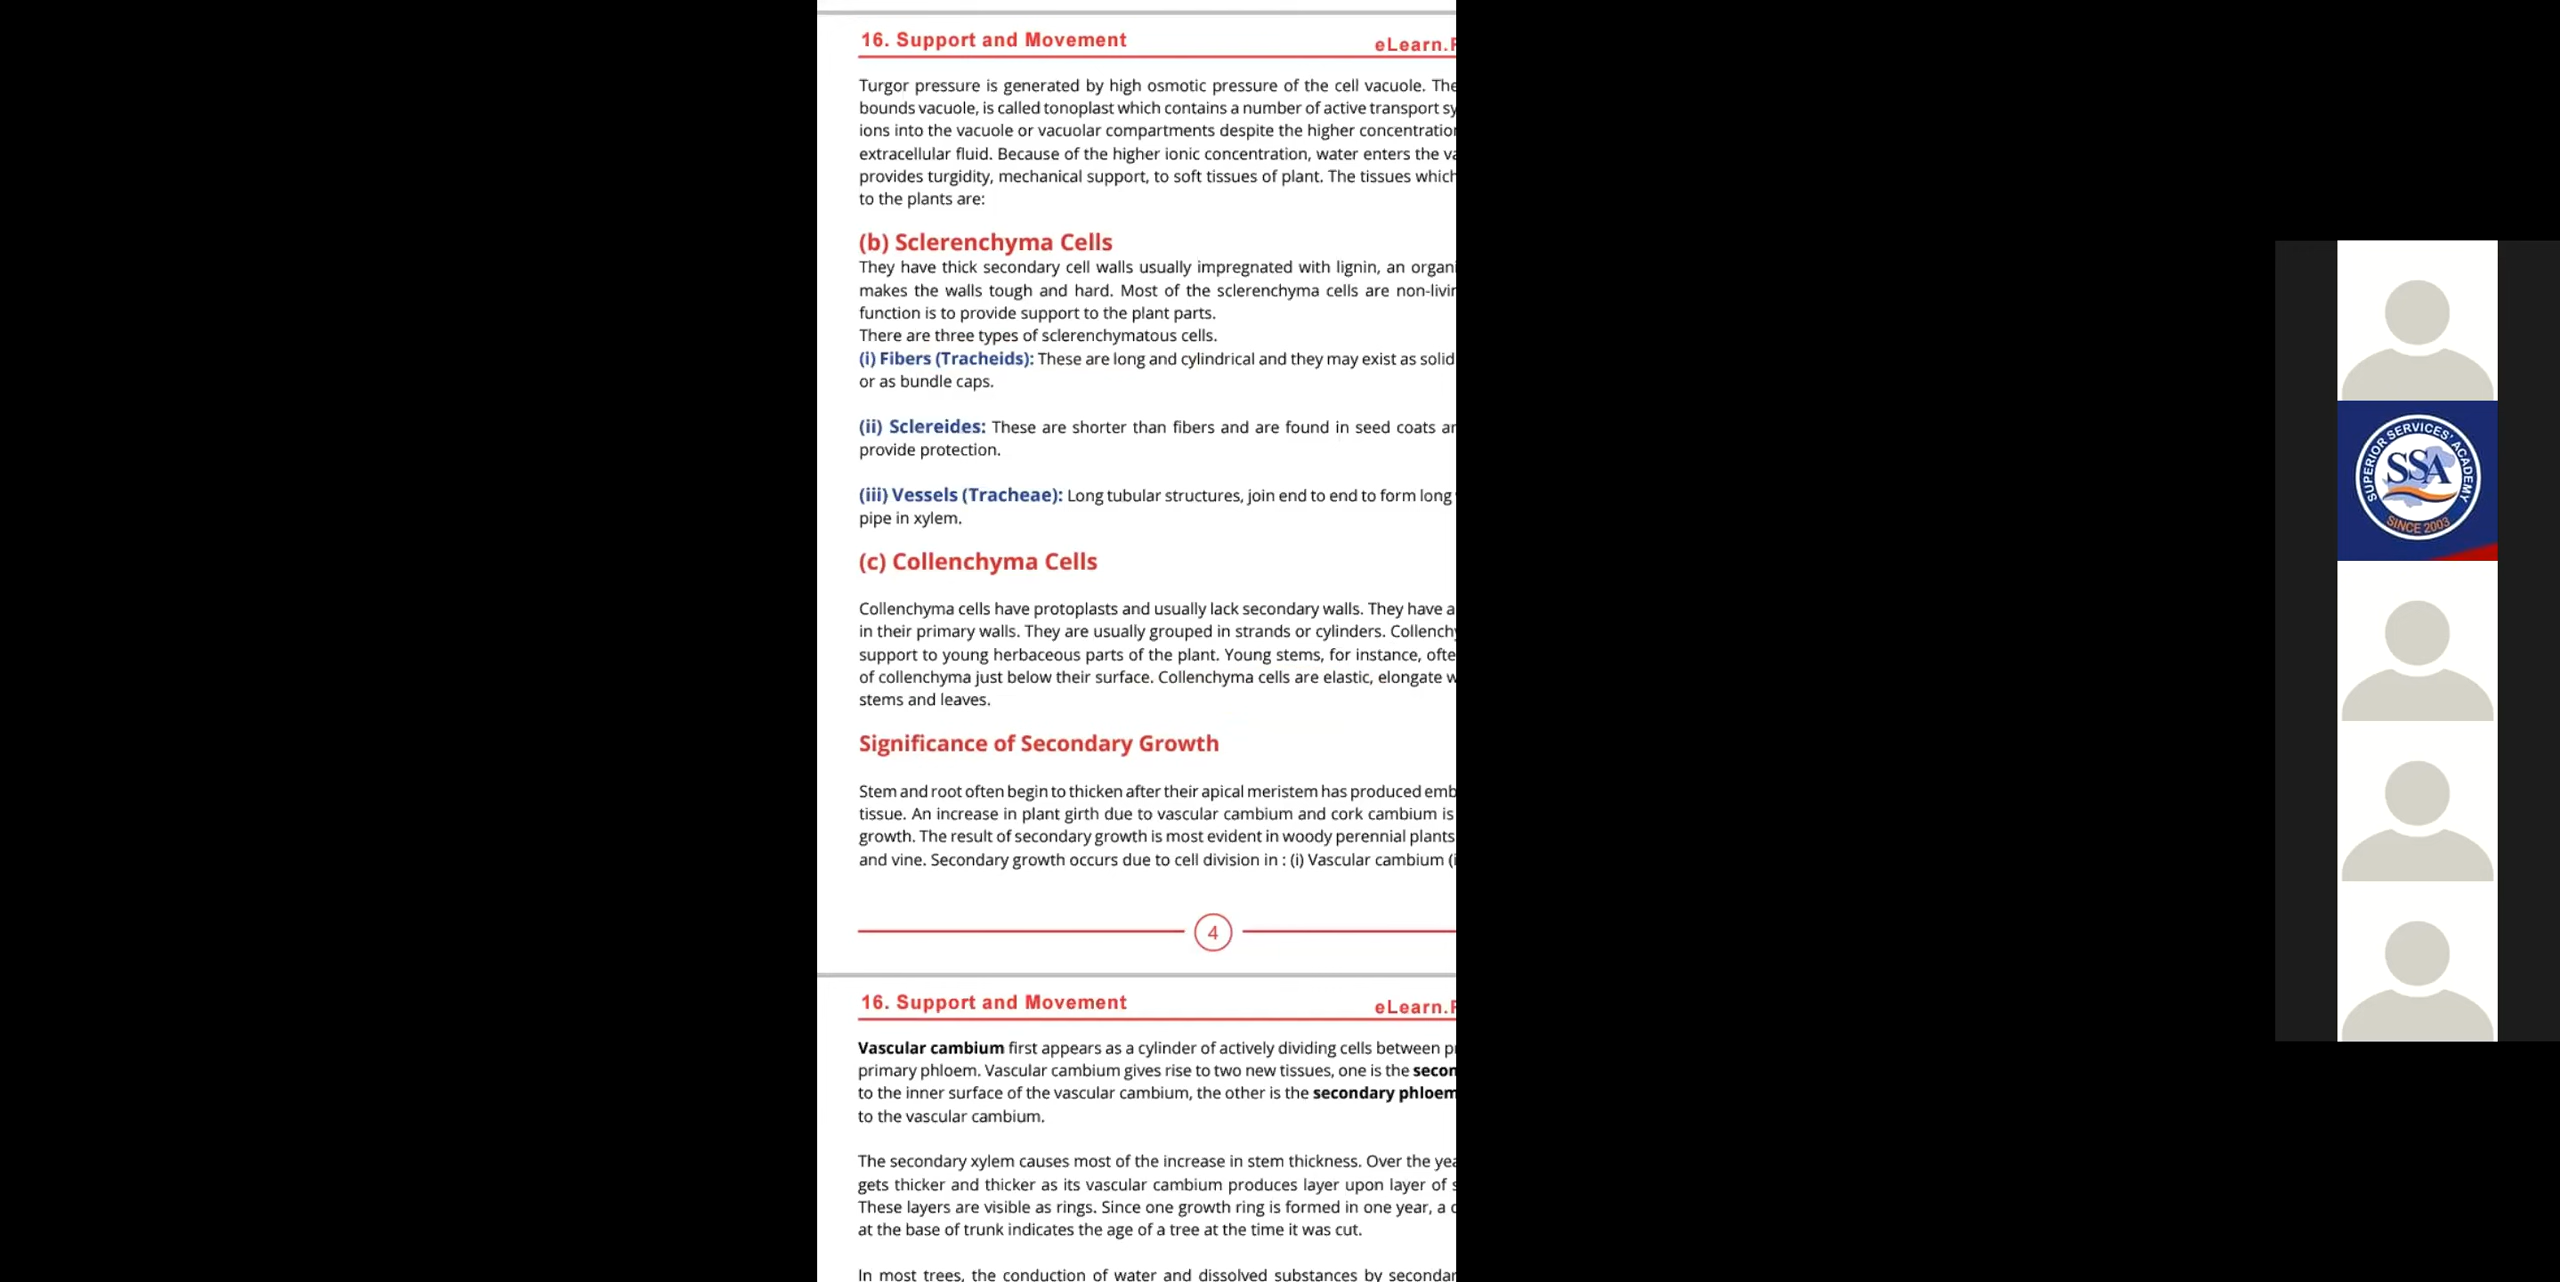 16. Support and Movement
eLearn.
Turgor pressure is generated by high osmotic pressure of the cell vacuole. The
bounds vacuole, is called tonoplast which contains a number of active transport
ions into the vacuole or vacuolar compartments despite the higher
extracellular fluid. Because of the higher ionic concentration, water enters the
provides turgidity, mechanical support, to soft tissues of plant. The tissues which
to the plants are:
(b) Sclerenchyma Cells
They have thick secondary cell walls usually impregnated with lignin, an
makes the walls tough and hard. Most of the sclerenchyma cells are
function is to provide support to the plant parts.
There are three types of sclerenchymatous cells.
(i) Fibers (Tracheids): These are long and cylindrical and they may exist as solid
or as bundle caps.
(ii) Sclereides: These are shorter than fibers and are found in seed coats
provide protection.
(iii) Vessels (Tracheae): Long tubular structures, join end to end to form long
pipe in xylem.
(c) Collenchyma Cells
Collenchyma cells have protoplasts and usually lack secondary walls. They have a
in their primary walls. They are usually grouped in strands or cylinders.
support to young herbaceous parts of the plant. Young stems, for instance,
of collenchyma just below their surface. Collenchyma cells are elastic, elongate
stems and leaves.
Significance of Secondary Growth
Stem and root often begin to thicken after their apical meristem has produced
tissue. An increase in plant girth due to vascular cambium and cork cambium is
growth. The result of secondary growth is most evident in woody perennial plants
and vine. Secondary growth occurs due to cell division in : (i) Vascular cambium
4
16. Support and Movement
eLearn.
Vascular cambium first appears as a cylinder of actively dividing cells between
primary phloem. Vascular cambium gives rise to two new tissues, one is the
to the inner surface of the vascular cambium, the other is the secondary phloem
to the vascular cambium.
The secondary xylem causes most of the increase in stem thickness. Over the
gets thicker and thicker as its vascular cambium produces layer upon layer of
These layers are visible as rings. Since one growth ring is formed in one year, a
at the base of trunk indicates the age of a tree at the time it was cut.
In most trees, the conduction of water and dissolved substances by
SUPERIOR SERVICES' ACADEMY
SSA
SINCE 2003